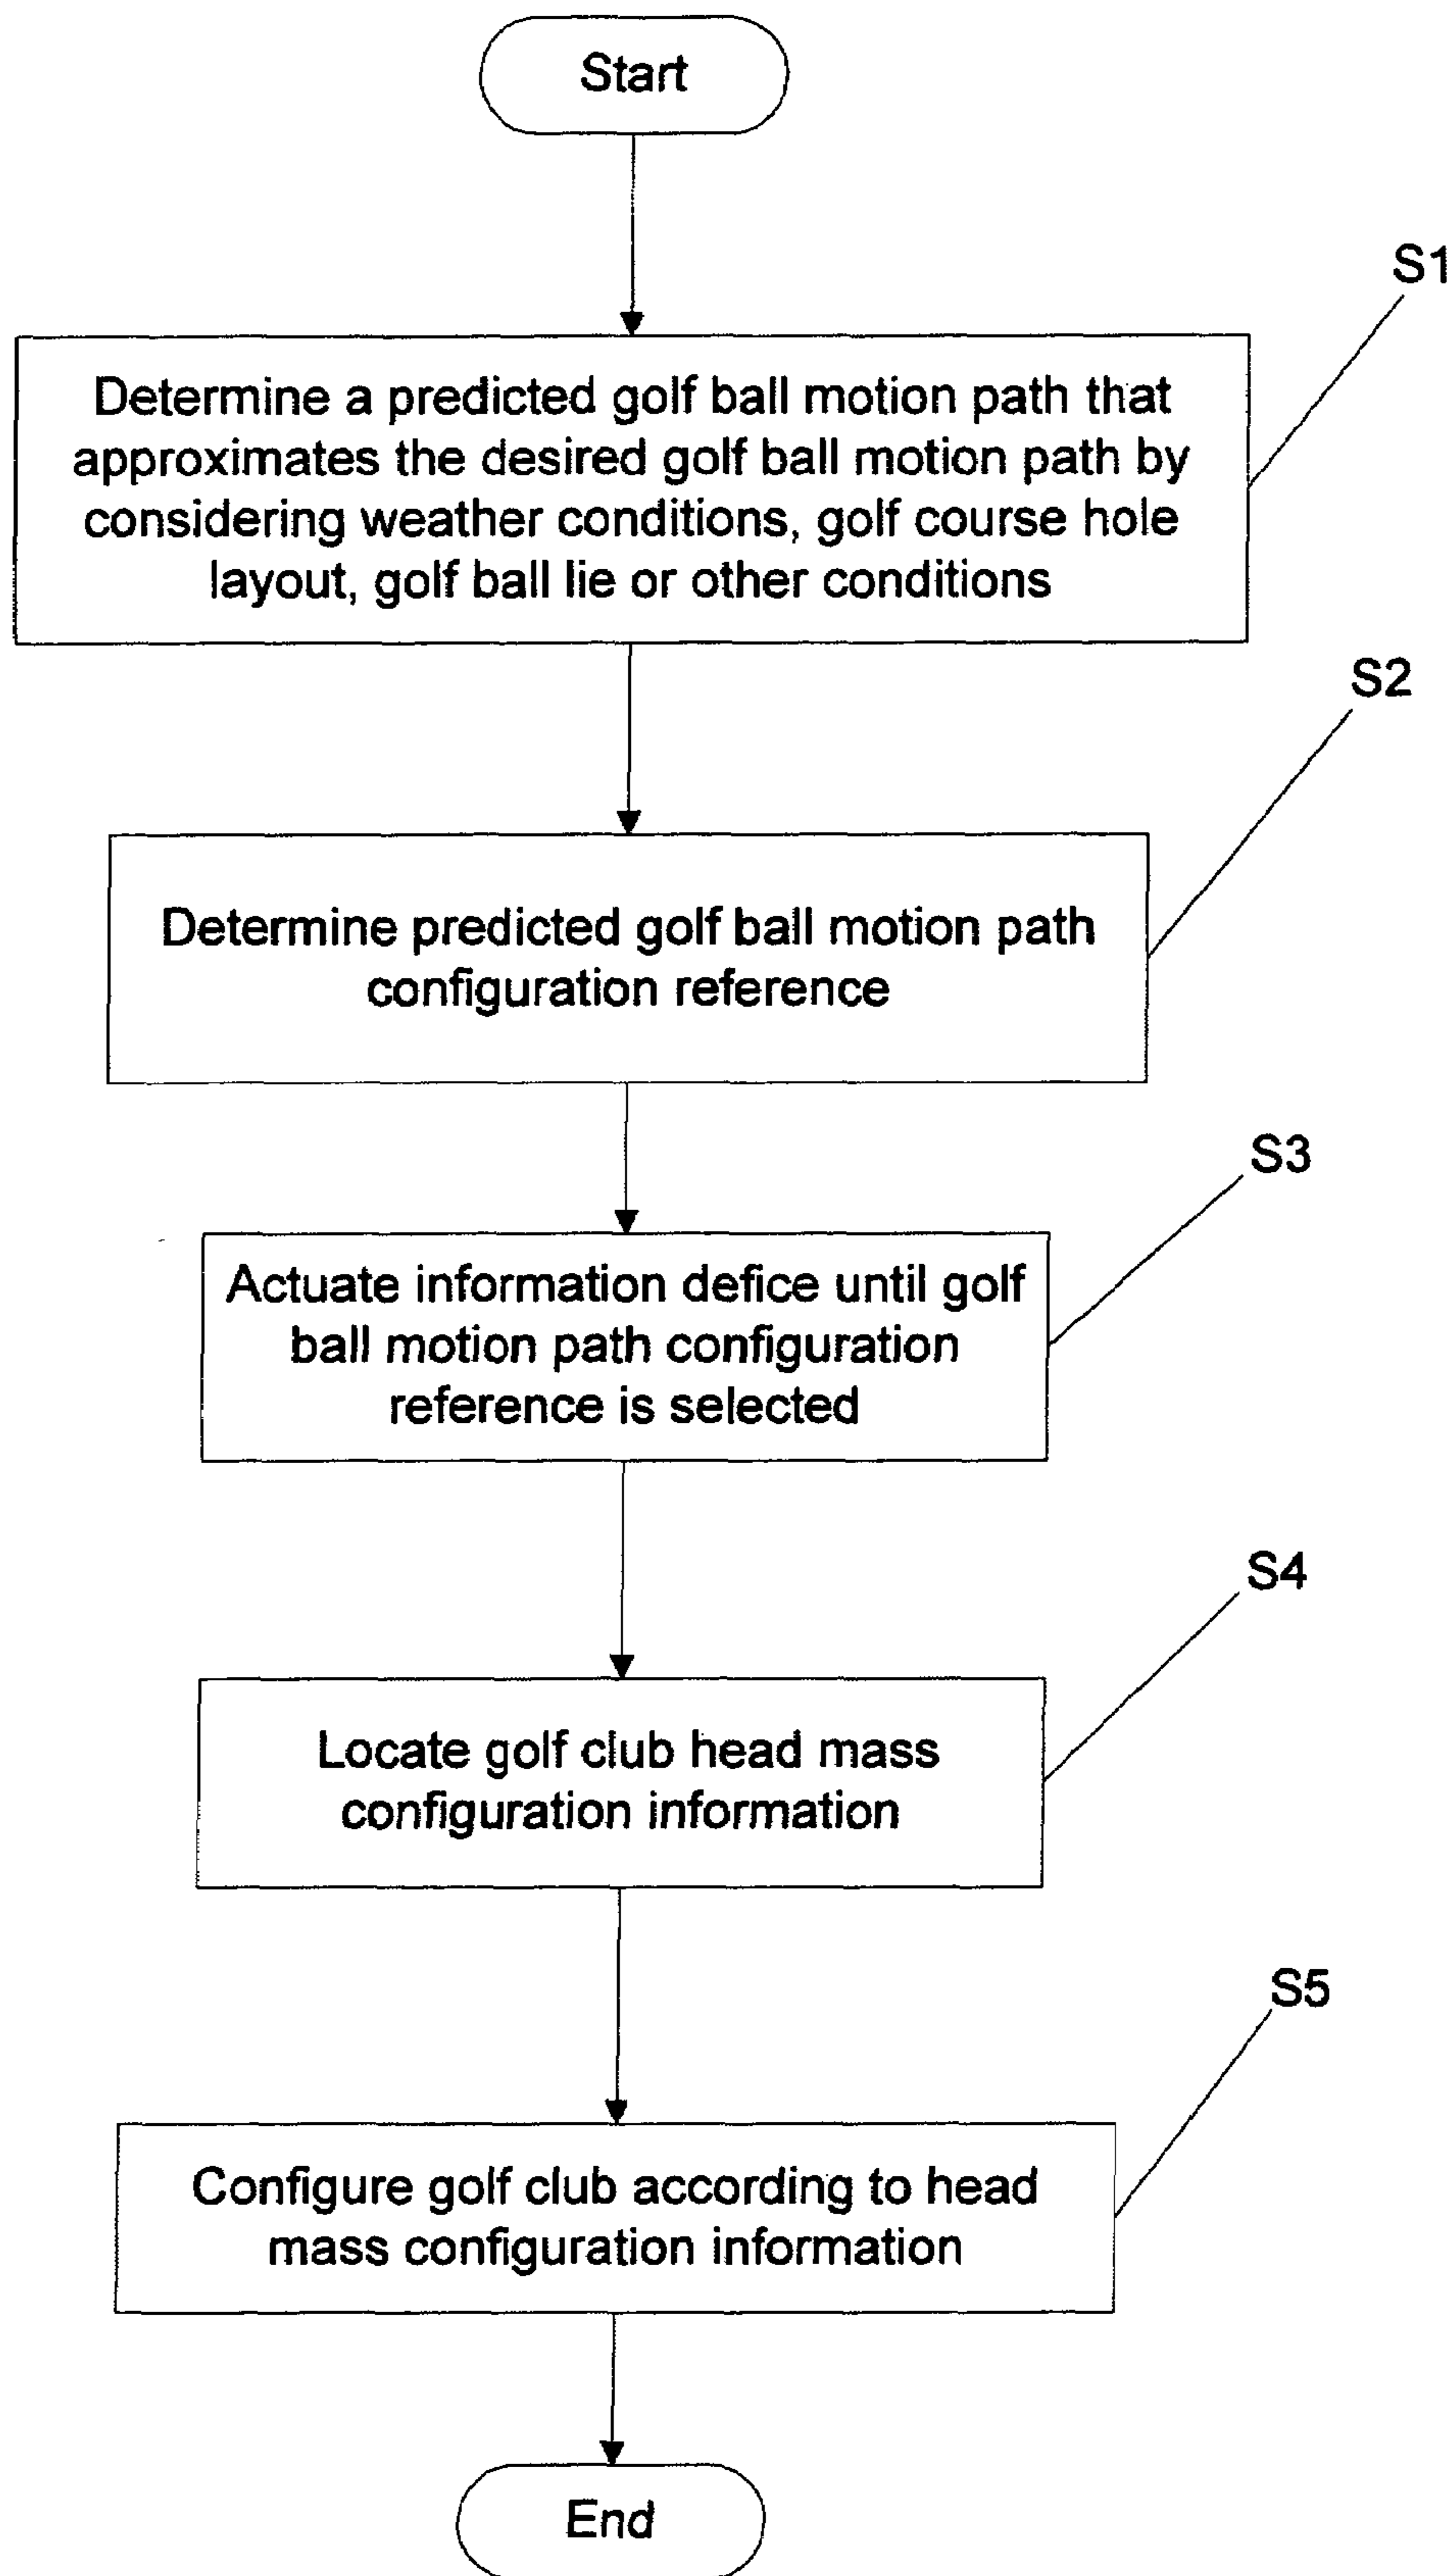 Start
S1
Determine a predicted golf ball motion path that
approximates the desired golf ball motion path by
considering weather conditions, golf course hole
layout, golf ball lie or other conditions
S2
Determine predicted golf ball motion path
configuration reference
S3
Actuate information defice until golf
ball motion path configuration
reference is selected
S4
Locate golf club head mass
configuration information
S5
Configure golf club according to head
mass configuration information
End